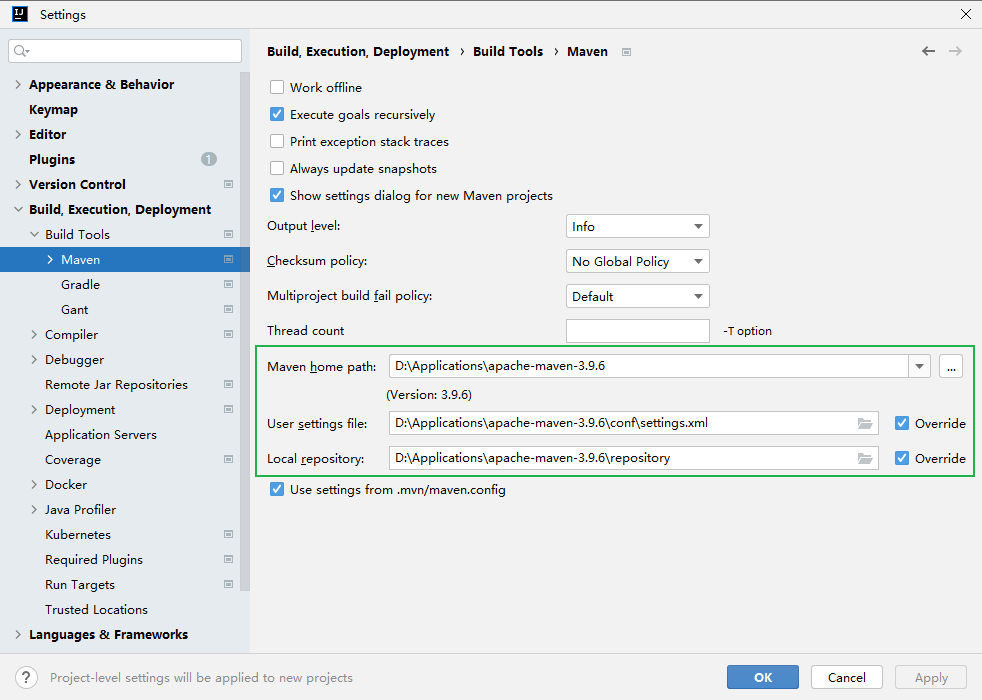 Settings
Appearance & Behavior
Keymap
Editor
Plugins 1
Version Control
Build, Execution, Deployment
Build Tools
Maven
Gradle
Gant
Compiler
Debugger
Remote Jar Repositories
Deployment
Application Servers
Coverage
Docker
Java Profiler
Kubernetes
Required Plugins
Run Targets
Trusted Locations
Languages & Frameworks
Build, Execution, Deployment › Build Tools › Maven
Work offline
Execute goals recursively
Print exception stack traces
Always update snapshots
Show settings dialog for new Maven projects
Output level: Info
Checksum policy: No Global Policy
Multiproject build fail policy: Default
Thread count -T option
Maven home path: D:\Applications\apache-maven-3.9.6 ...
(Version: 3.9.6)
User settings file: D:\Applications\apache-maven-3.9.6\conf\settings.xml Override
Local repository: D:\Applications\apache-maven-3.9.6\repository Override
Use settings from .mvn/maven.config
? Project-level settings will be applied to new projects
OK Cancel Apply